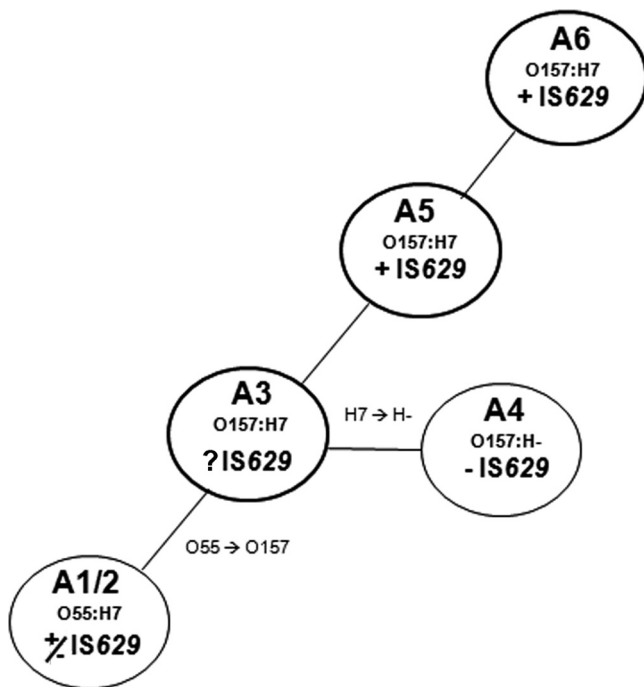 A6
O157:H7
+ IS629
A5
O157:H7
+ IS629
A3
O157:H7
?IS629
H7 → H-
A4
O157:H-
- IS629
O55 → O157
A1/2
O55:H7
+/- IS629